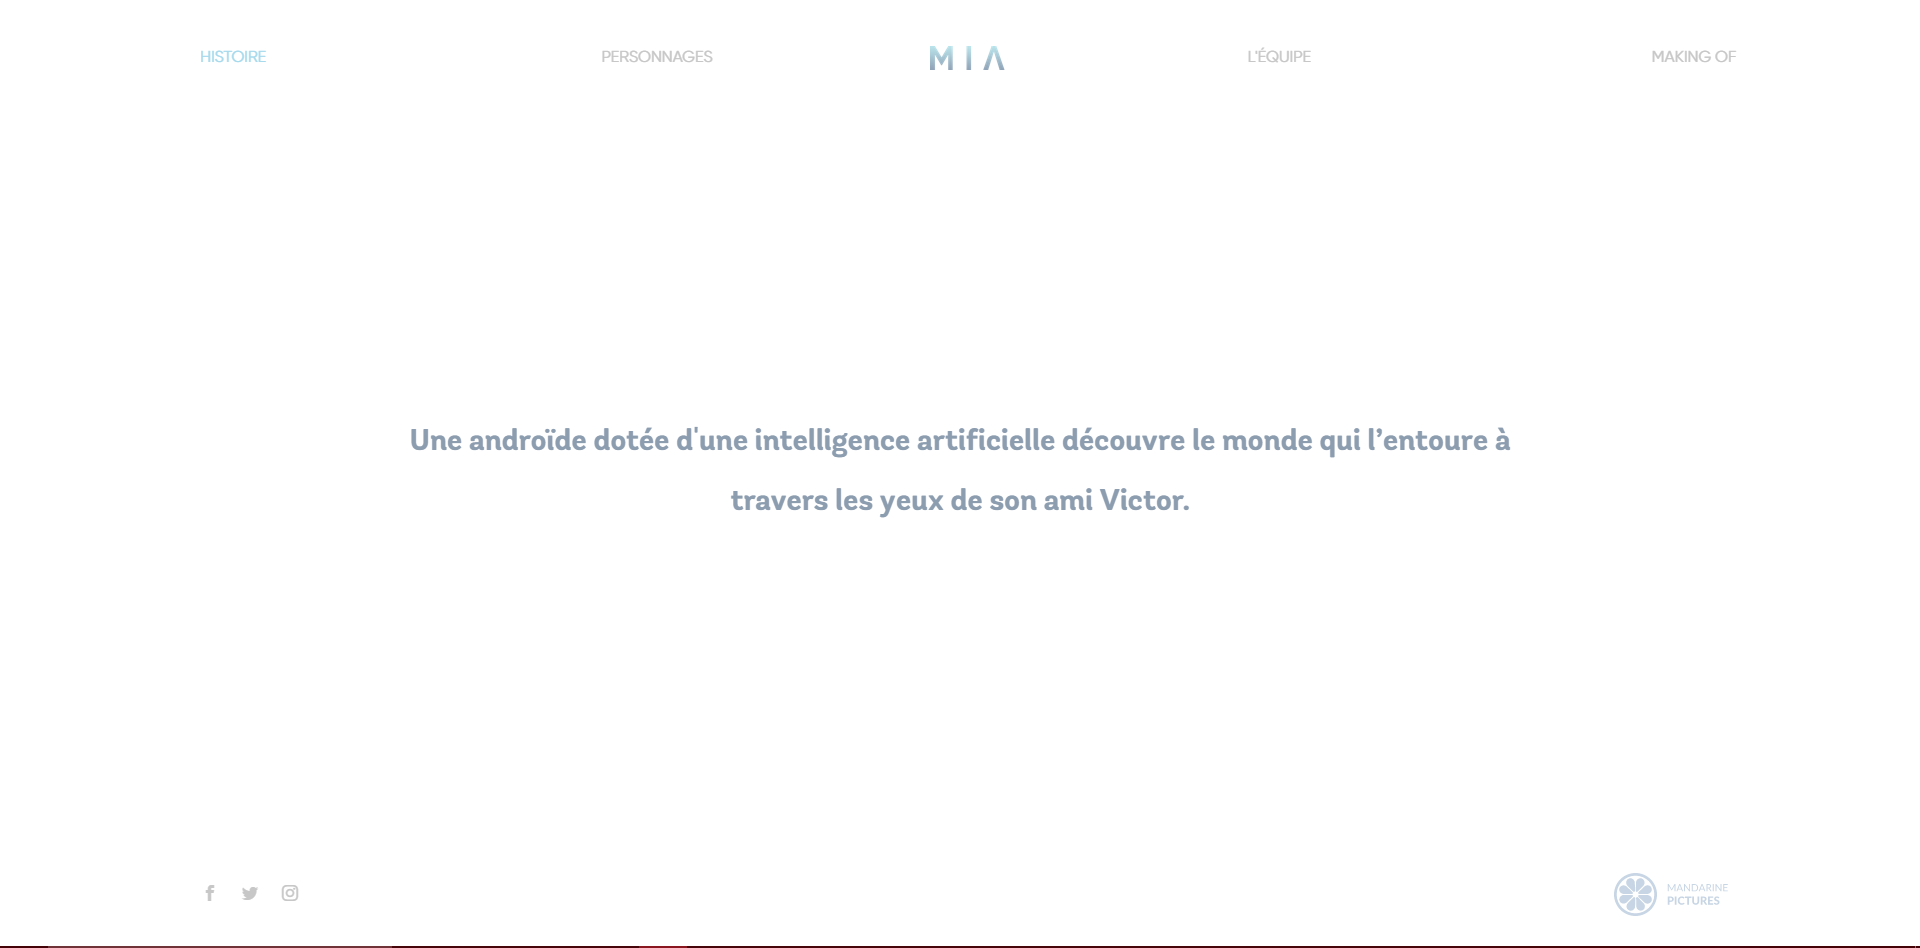 HISTOIRE
PERSONNAGES
MIA
L'ÉQUIPE
MAKING OF
Une androïde dotée d'une intelligence artificielle découvre le monde qui l’entoure à
travers les yeux de son ami Victor.
MANDARINE
PICTURES